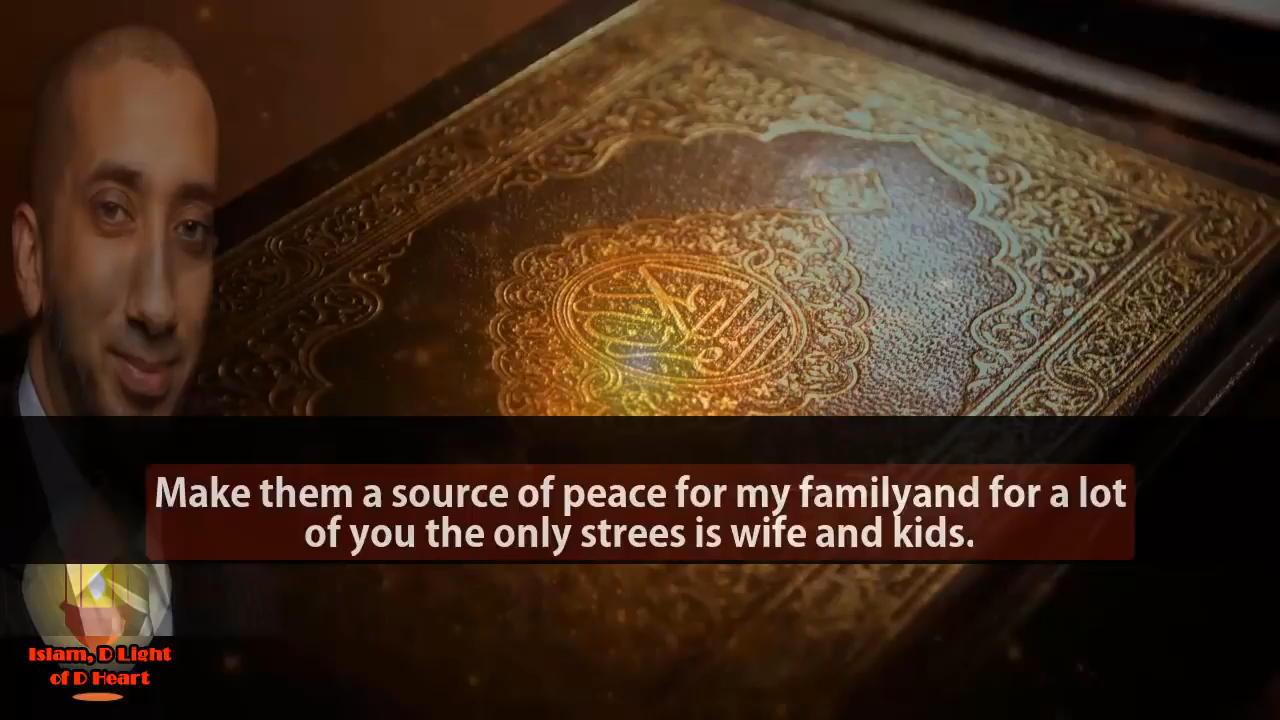 Make them a source of peace for my familyand for a lot
of you the only strees is wife and kids.
Islam, D Light
of D Heart